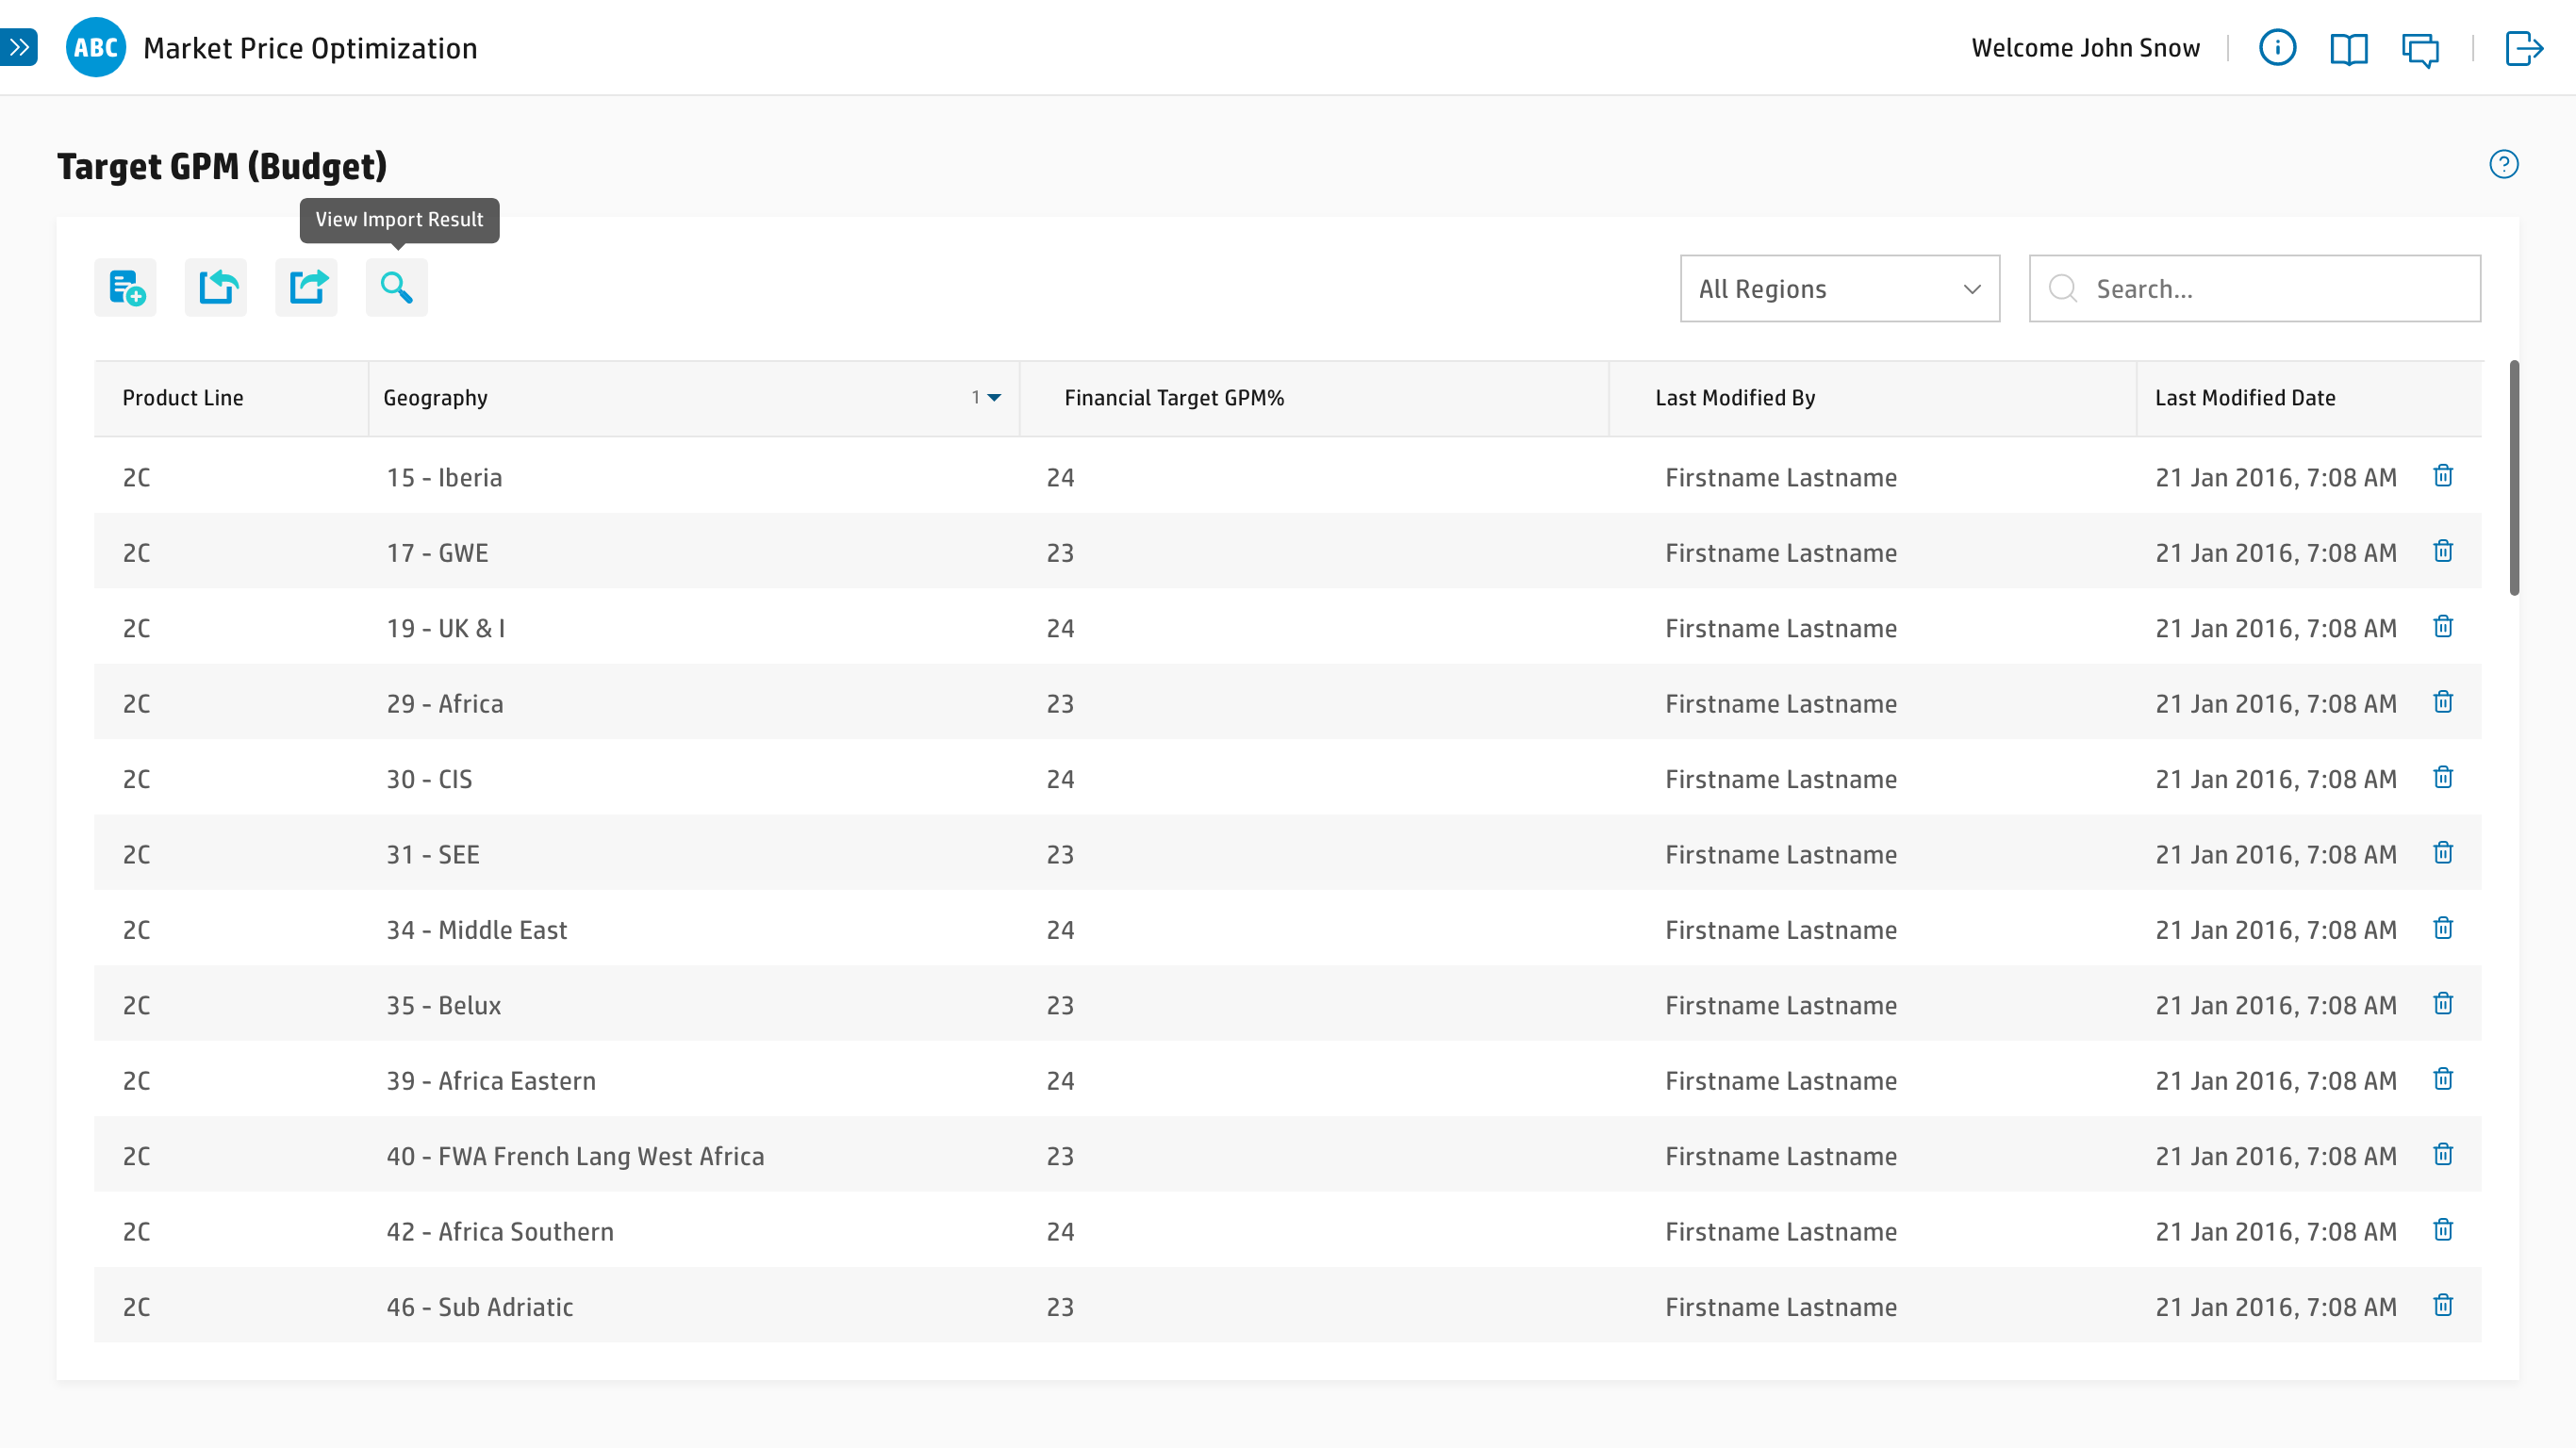 ABC Market Price Optimization
Welcome John Snow
Target GPM (Budget)
View Import Result
All Regions
Search...
Product Line Geography 1 Financial Target GPM% Last Modified By Last Modified Date
2C 15 - Iberia 24 Firstname Lastname 21 Jan 2016, 7:08 AM
2C 17 - GWE 23 Firstname Lastname 21 Jan 2016, 7:08 AM
2C 19 - UK & I 24 Firstname Lastname 21 Jan 2016, 7:08 AM
2C 29 - Africa 23 Firstname Lastname 21 Jan 2016, 7:08 AM
2C 30 - CIS 24 Firstname Lastname 21 Jan 2016, 7:08 AM
2C 31 - SEE 23 Firstname Lastname 21 Jan 2016, 7:08 AM
2C 34 - Middle East 24 Firstname Lastname 21 Jan 2016, 7:08 AM
2C 35 - Belux 23 Firstname Lastname 21 Jan 2016, 7:08 AM
2C 39 - Africa Eastern 24 Firstname Lastname 21 Jan 2016, 7:08 AM
2C 40 - FWA French Lang West Africa 23 Firstname Lastname 21 Jan 2016, 7:08 AM
2C 42 - Africa Southern 24 Firstname Lastname 21 Jan 2016, 7:08 AM
2C 46 - Sub Adriatic 23 Firstname Lastname 21 Jan 2016, 7:08 AM